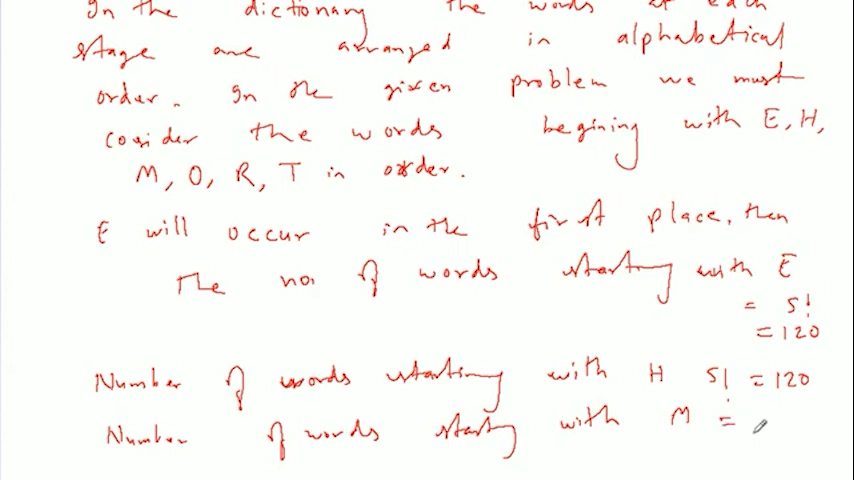 In the dictionary the words at each
stage are arranged in alphabetical
order. In the given problem we must
cosider the words begining with E, H,
M, O, R, T in order.
E will occur in the first place, then
The no. of words starting with E
= 5!
= 120
Number of words starting with H 5! = 120
Number of words starting with M =